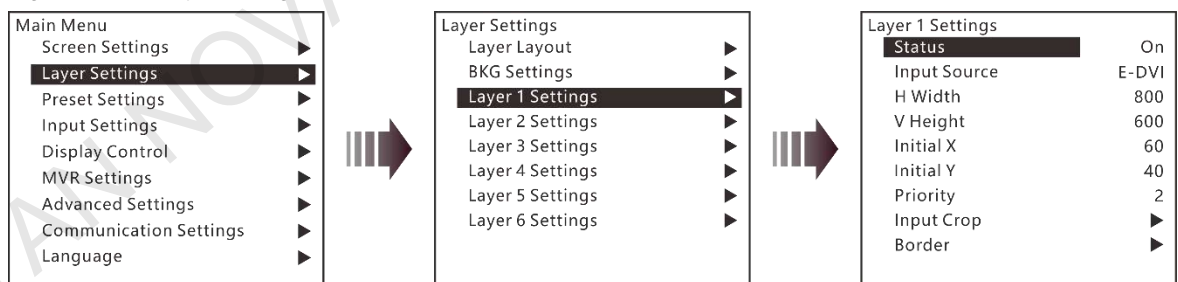 Main Menu
Screen Settings
Layer Settings
Preset Settings
Input Settings
Display Control
MVR Settings
Advanced Settings
Communication Settings
Language
Layer Settings
Layer Layout
BKG Settings
Layer 1 Settings
Layer 2 Settings
Layer 3 Settings
Layer 4 Settings
Layer 5 Settings
Layer 6 Settings
Layer 1 Settings
Status On
Input Source E-DVI
H Width 800
V Height 600
Initial X 60
Initial Y 40
Priority 2
Input Crop
Border